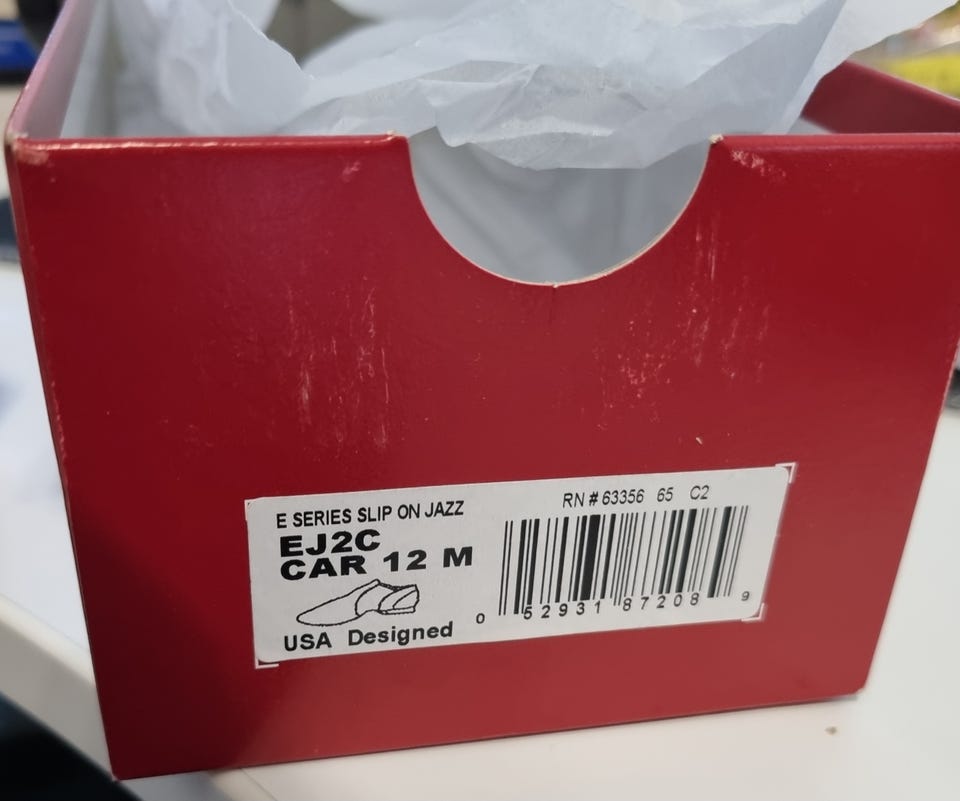 E SERIES SLIP ON JAZZ
EJ2C
CAR 12 M
USA Designed
RN # 63356 65 C2
0 52931 87208 9